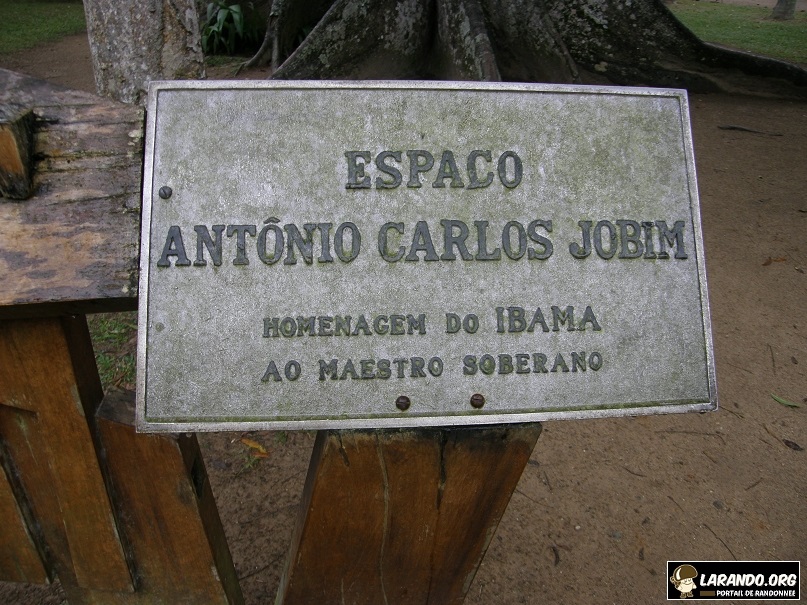 ESPAÇO
ANTÔNIO CARLOS JOBIM
HOMENAGEM DO IBAMA
AO MAESTRO SOBERANO
LARANDO.ORG
PORTAIL DE RANDONNEE